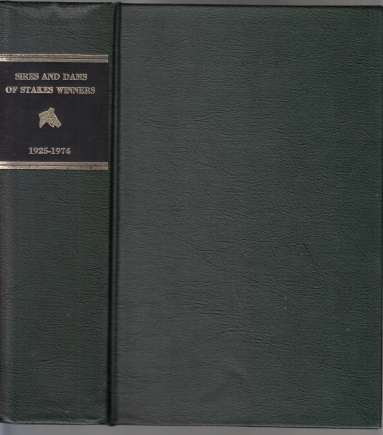 SIRES AND DAMS
OF STAKES WINNERS
1925-1974